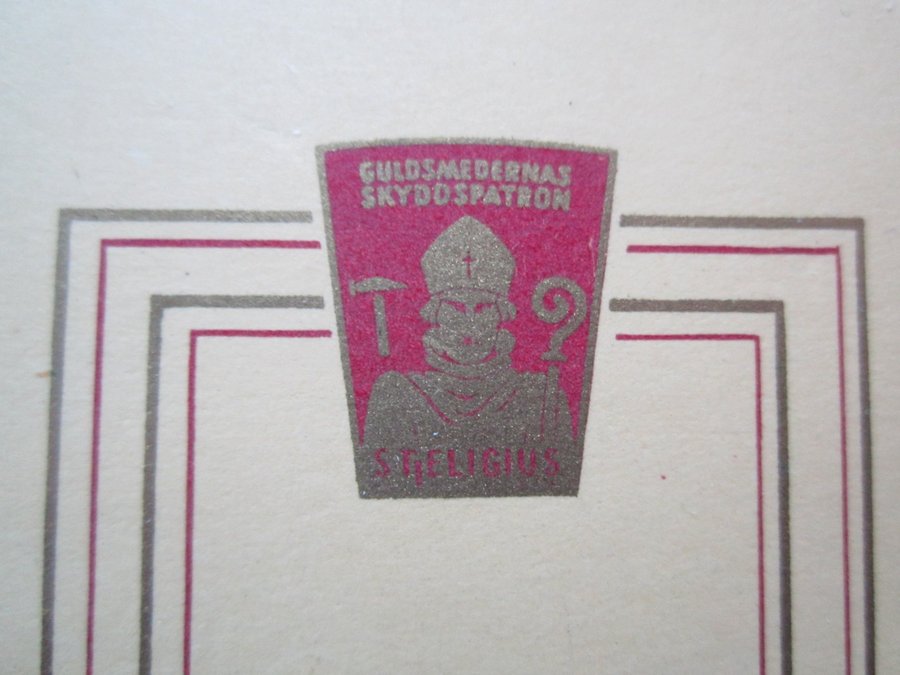 GULDSMEDERNAS
SKYDDSPATRON
ST ELIGIUS